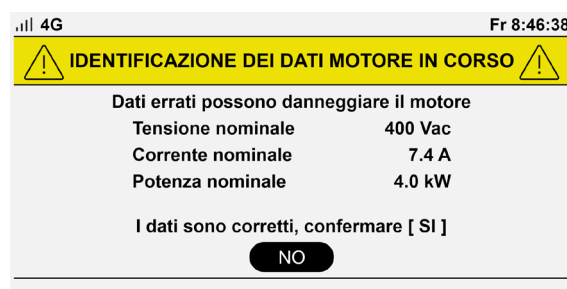 4G Fr 8:46:38
IDENTIFICAZIONE DEI DATI MOTORE IN CORSO
Dati errati possono danneggiare il motore
Tensione nominale 400 Vac
Corrente nominale 7.4 A
Potenza nominale 4.0 kW
I dati sono corretti, confermare [ SI ]
NO